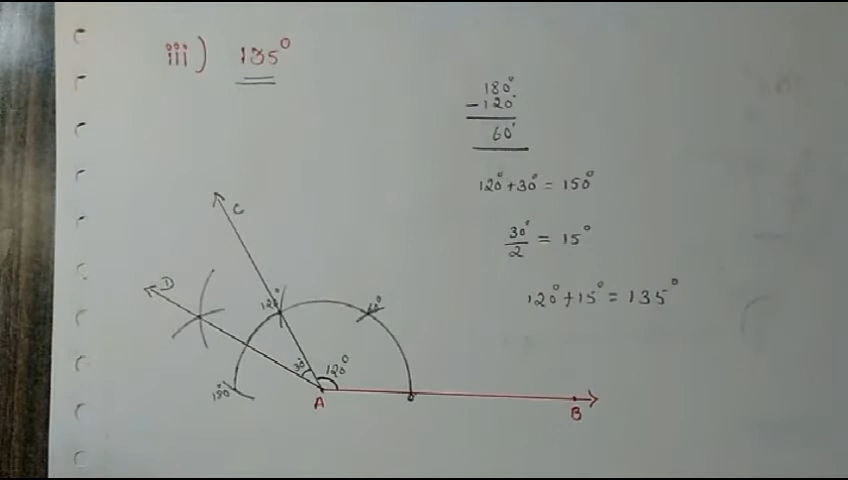 iii) 135°
180°
-120°
60°
120° + 30° = 150°
30°/2 = 15°
120° + 15° = 135°
C
D
120°
60°
30°
120°
180°
A
B